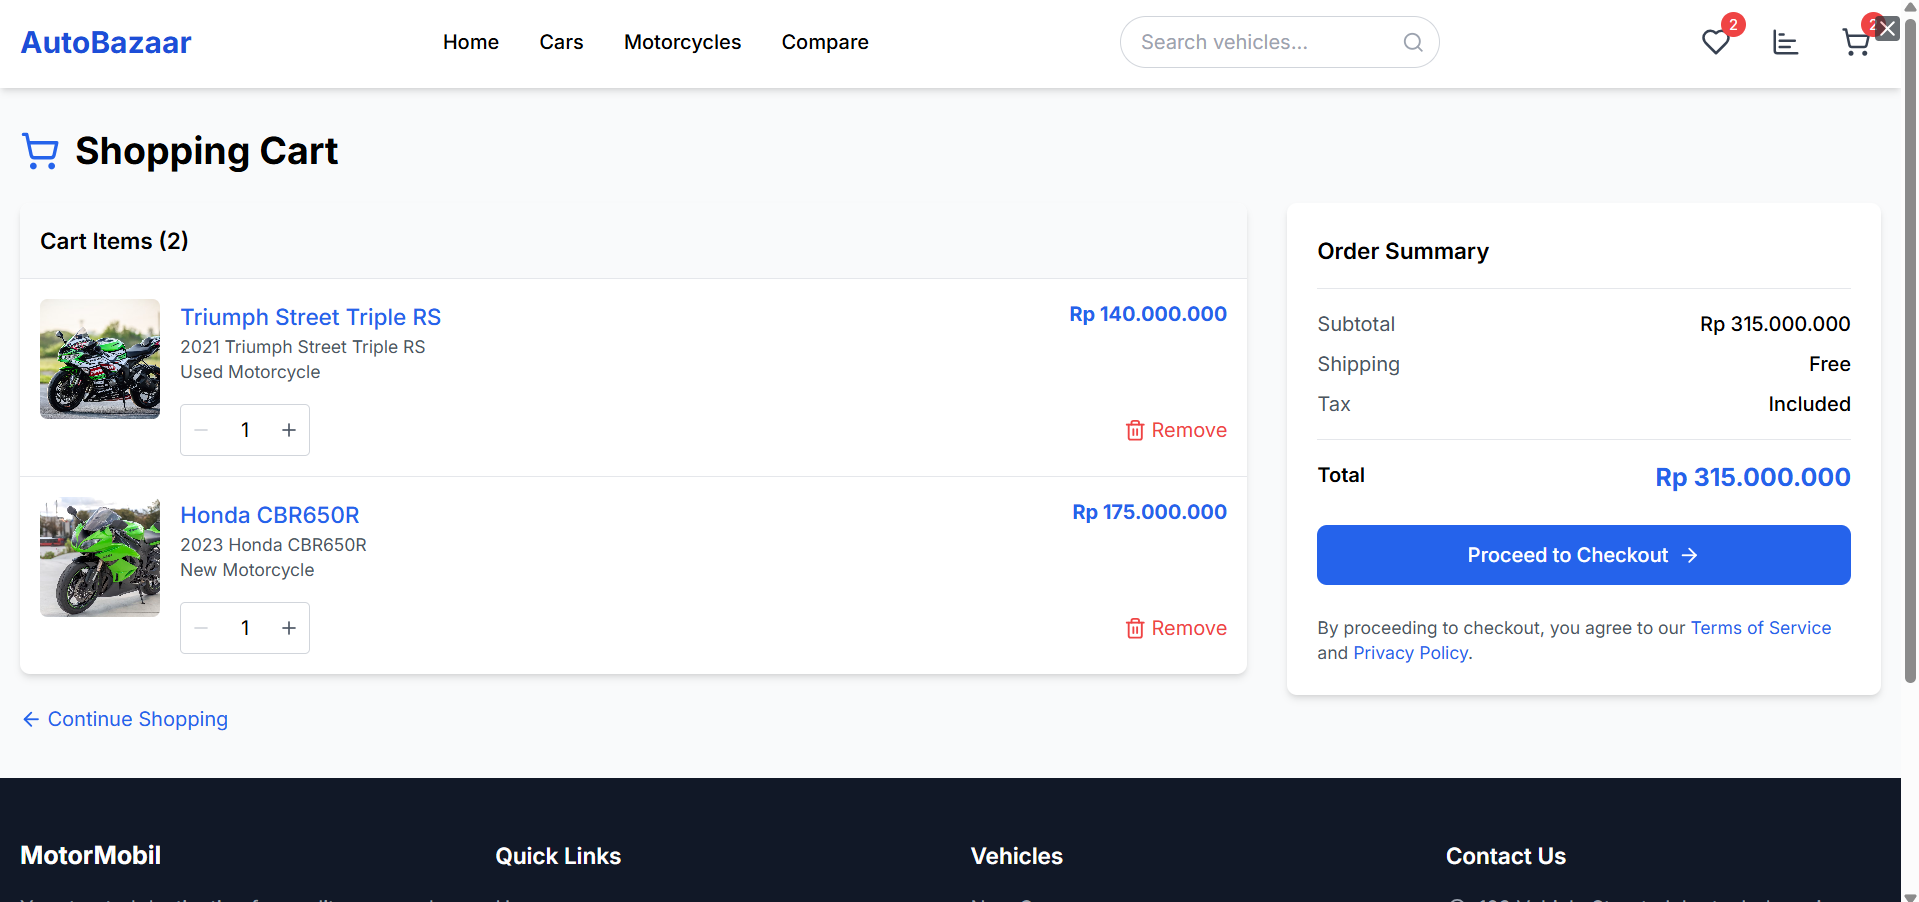 AutoBazaar
Home
Cars
Motorcycles
Compare
Search vehicles...
2
2
Shopping Cart
Cart Items (2)
Triumph Street Triple RS
Rp 140.000.000
2021 Triumph Street Triple RS
Used Motorcycle
1
Remove
Honda CBR650R
Rp 175.000.000
2023 Honda CBR650R
New Motorcycle
1
Remove
Continue Shopping
Order Summary
Subtotal
Rp 315.000.000
Shipping
Free
Tax
Included
Total
Rp 315.000.000
Proceed to Checkout
By proceeding to checkout, you agree to our Terms of Service
and Privacy Policy.
MotorMobil
Quick Links
Vehicles
Contact Us